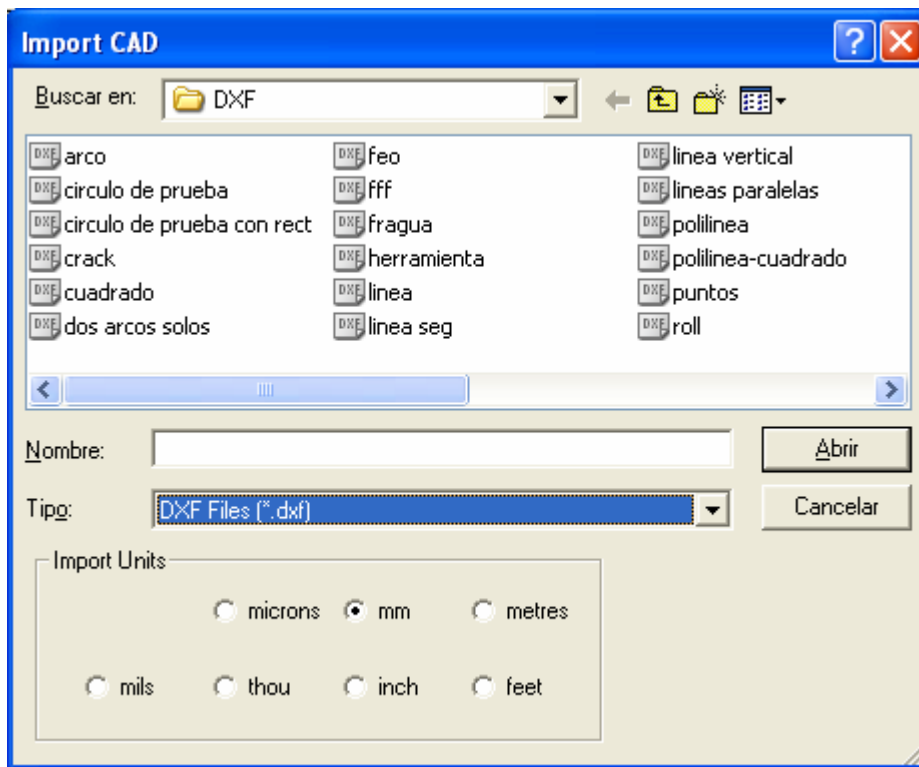 Import CAD
Buscar en: DXF
arco
circulo de prueba
circulo de prueba con rect
crack
cuadrado
dos arcos solos
feo
fff
fragua
herramienta
linea
linea seg
linea vertical
lineas paralelas
polilinea
polilinea-cuadrado
puntos
roll
Nombre: Abrir
Tipo: DXF Files (*.dxf) Cancelar
Import Units
microns mm metres
mils thou inch feet